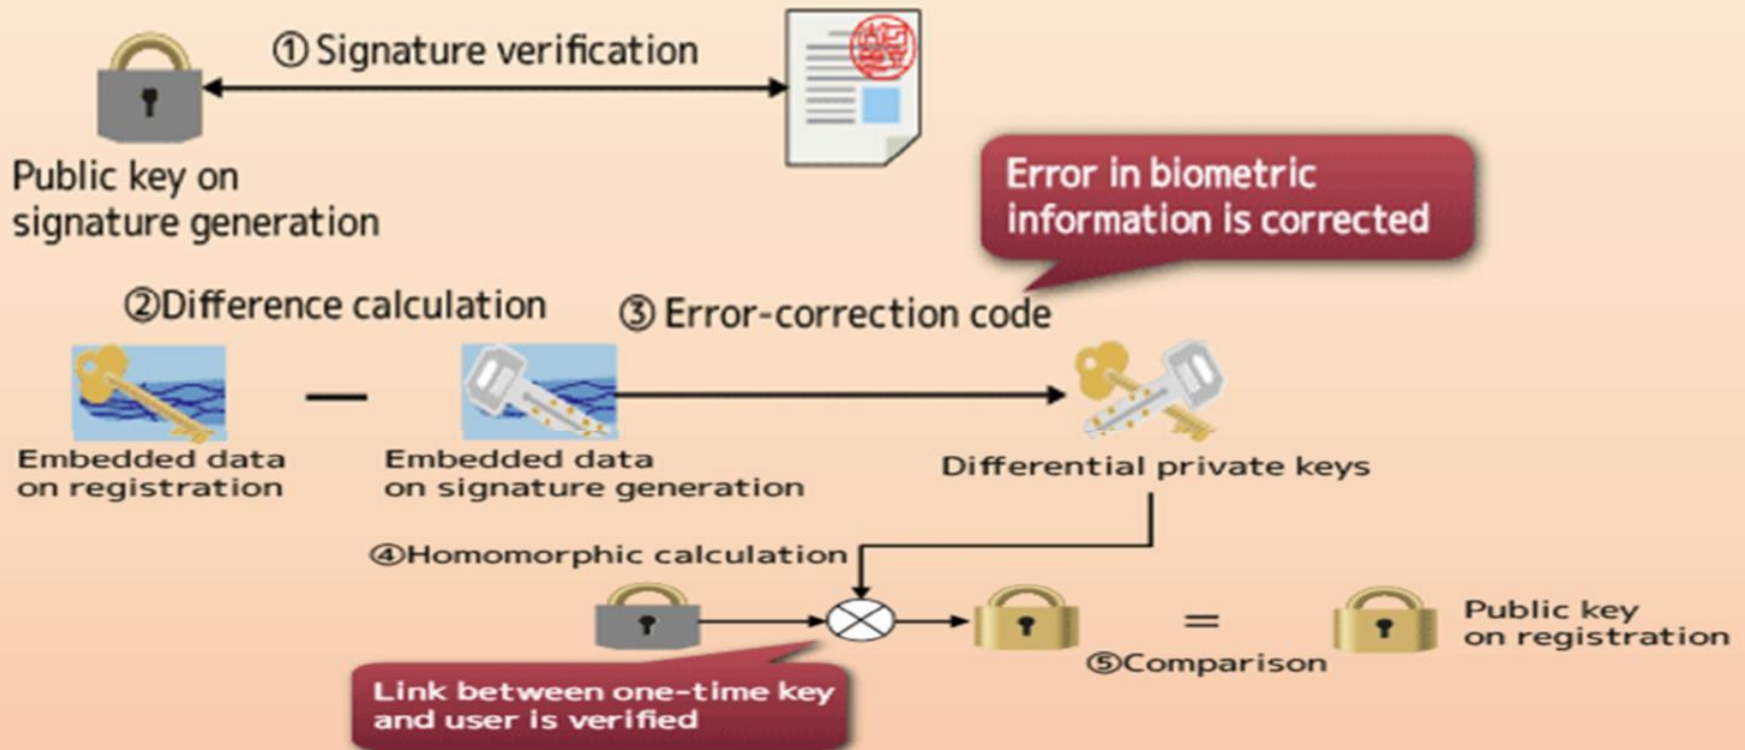 ① Signature verification
Public key on
signature generation
Error in biometric
information is corrected
②Difference calculation
③ Error-correction code
Embedded data
on registration
Embedded data
on signature generation
Differential private keys
④Homomorphic calculation
=
Public key
on registration
⑤Comparison
Link between one-time key
and user is verified